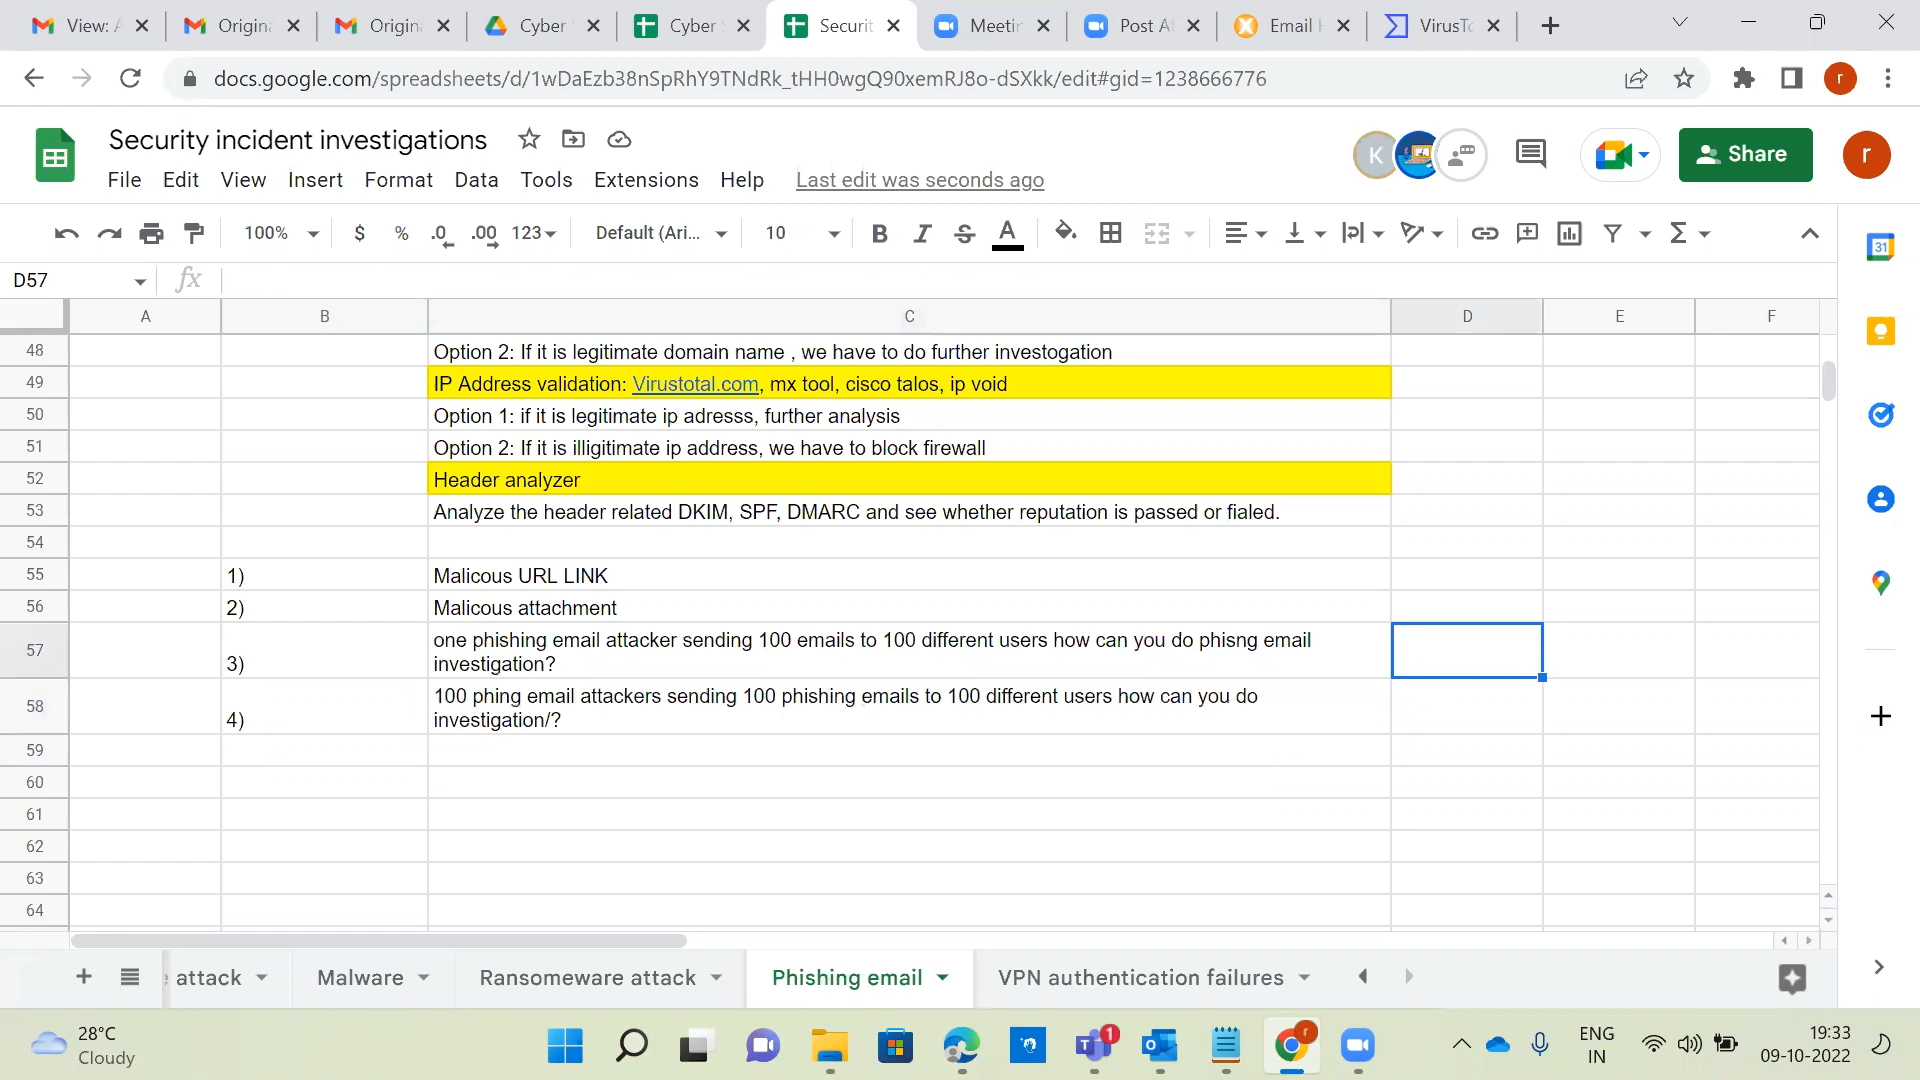 View: A
Origina
Origina
Cyber
Cyber S
Securit
Meetin
Post At
Email H
VirusTo
docs.google.com/spreadsheets/d/1wDaEzb38nSpRhY9TNdRk_tHH0wgQ90xemRJ8o-dSXkk/edit#gid=1238666776
r
Security incident investigations
K
Share
r
File Edit View Insert Format Data Tools Extensions Help Last edit was seconds ago
100% $ % .0 .00 123 Default (Ari... 10 B I S A
31
D57 fx
A B C D E F
48 Option 2: If it is legitimate domain name , we have to do further investogation
49 IP Address validation: Virustotal.com, mx tool, cisco talos, ip void
50 Option 1: if it is legitimate ip adresss, further analysis
51 Option 2: If it is illigitimate ip address, we have to block firewall
52 Header analyzer
53 Analyze the header related DKIM, SPF, DMARC and see whether reputation is passed or fialed.
54
55 1) Malicous URL LINK
56 2) Malicous attachment
one phishing email attacker sending 100 emails to 100 different users how can you do phisng email
57 3) investigation?
100 phing email attackers sending 100 phishing emails to 100 different users how can you do
58 4) investigation/?
59
60
61
62
63
64
attack Malware Ransomeware attack Phishing email VPN authentication failures
28°C
Cloudy
1
r
ENG
IN
19:33
09-10-2022